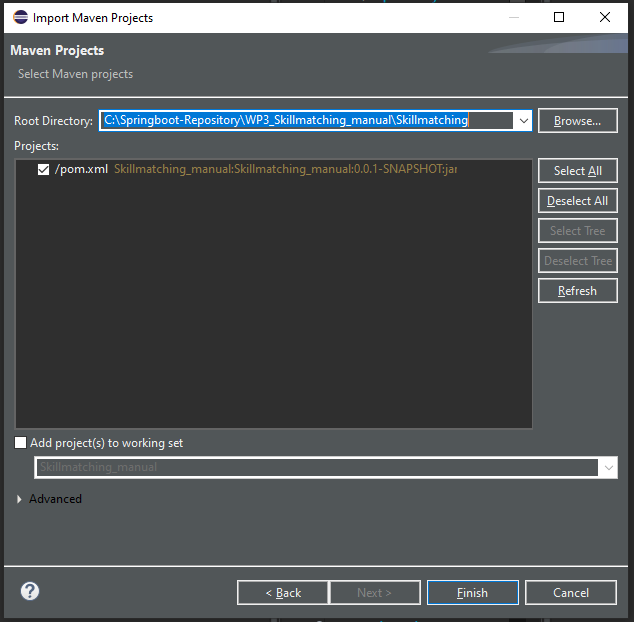 Import Maven Projects
Maven Projects
Select Maven projects
Root Directory: C:\Springboot-Repository\WP3_Skillmatching_manual\Skillmatching Browse...
Projects:
/pom.xml Skillmatching_manual:Skillmatching_manual:0.0.1-SNAPSHOT:jar
Select All
Deselect All
Select Tree
Deselect Tree
Refresh
Add project(s) to working set
Skillmatching_manual
Advanced
? < Back Next > Finish Cancel